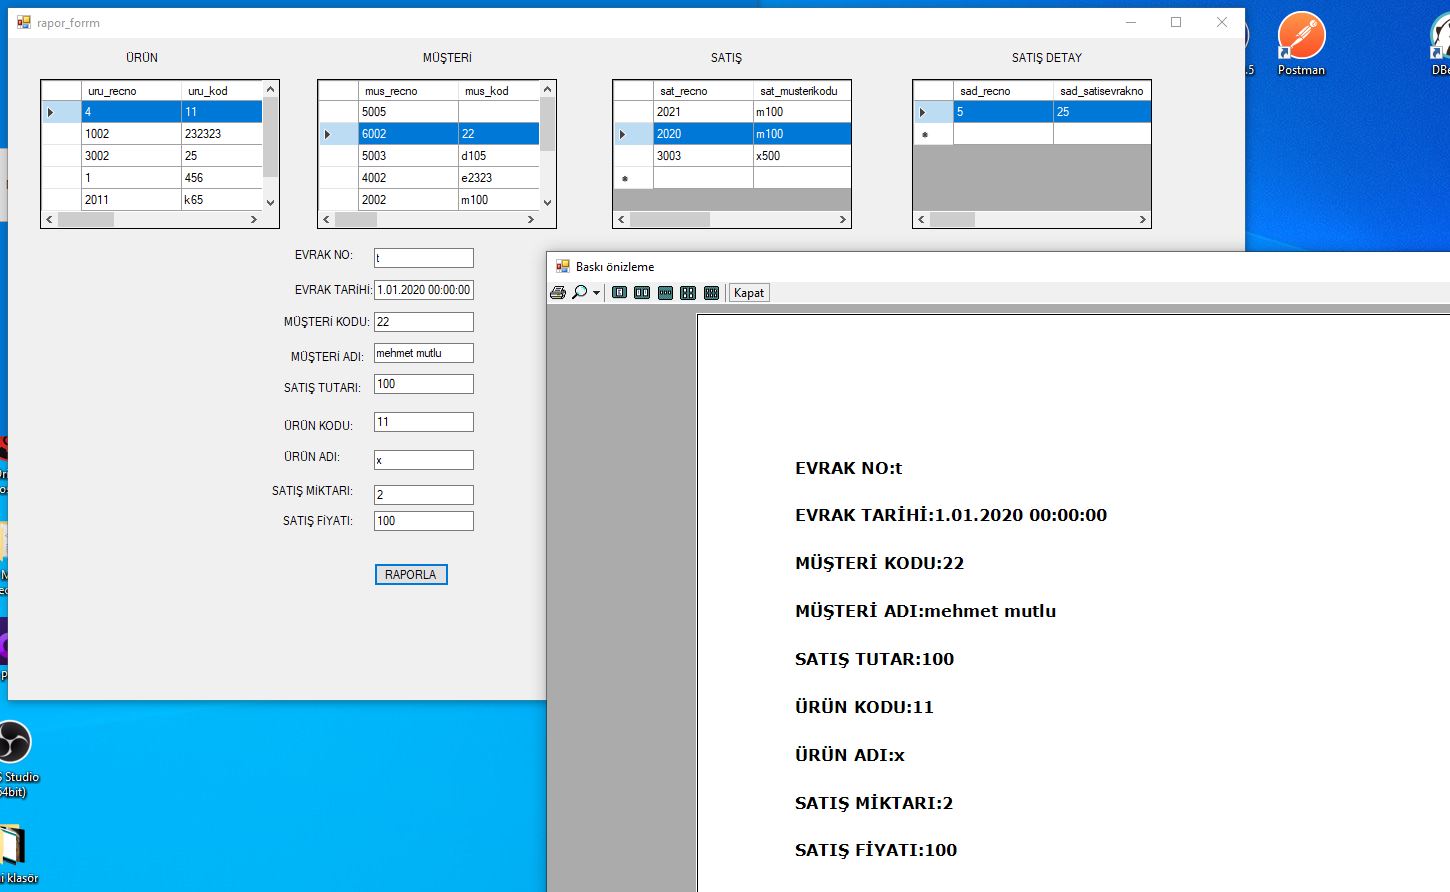 rapor_forrm
ÜRÜN
uru_recno uru_kod
4 11
1002 232323
3002 25
1 456
2011 k65
MÜŞTERİ
mus_recno mus_kod
5005
6002 22
5003 d105
4002 e2323
2002 m100
SATIŞ
sat_recno sat_musterikodu
2021 m100
2020 m100
3003 x500
SATIŞ DETAY
sad_recno sad_satisevrakno
5 25
EVRAK NO: t
EVRAK TARİHİ: 1.01.2020 00:00:00
MÜŞTERİ KODU: 22
MÜŞTERİ ADI: mehmet mutlu
SATIŞ TUTARI: 100
ÜRÜN KODU: 11
ÜRÜN ADI: x
SATIŞ MİKTARI: 2
SATIŞ FİYATI: 100
RAPORLA
Baskı önizleme
Kapat
EVRAK NO:t
EVRAK TARİHİ:1.01.2020 00:00:00
MÜŞTERİ KODU:22
MÜŞTERİ ADI:mehmet mutlu
SATIŞ TUTAR:100
ÜRÜN KODU:11
ÜRÜN ADI:x
SATIŞ MİKTARI:2
SATIŞ FİYATI:100
.5
Postman
DBe
S Studio
64bit)
i klasör